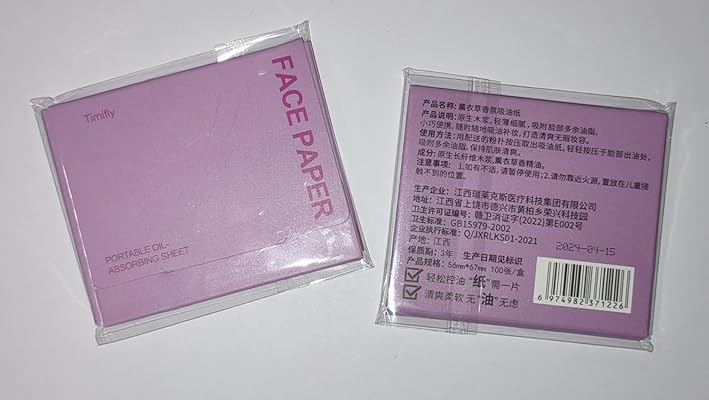 Timifly
FACE PAPER
PORTABLE OIL-
ABSORBING SHEET
产品名称：薰衣草香氛吸油纸
产品说明：原生木浆，轻薄细腻，吸附脸部多余油脂，
小巧便携，随时随地吸油补妆，打造清爽无瑕妆容。
使用方法：用配送的粉扑按压取出吸油纸，轻轻按压于脸部出油处，
吸附多余油脂，保持肌肤清爽。
成分：原生长纤维木浆，薰衣草香精油。
注意事项：1.如有不适，请暂停使用；2.请勿靠近火源，置放在儿童接
触不到的位置。
生产企业：江西瑞莱克斯医疗科技集团有限公司
地址：江西省上饶市德兴市黄柏乡荣兴科技园
卫生许可证编号：赣卫消证字(2022)第E002号
卫生标准：GB15979-2002
企业执行标准：Q/JXRLKS01-2021
产地：江西
2024-04-15
保质期：3年 生产日期见标识
产品规格：56mm*67mm 100张/盒
轻松控油 “纸”需一片
清爽柔软 无“油”无虑
6 974982 371226